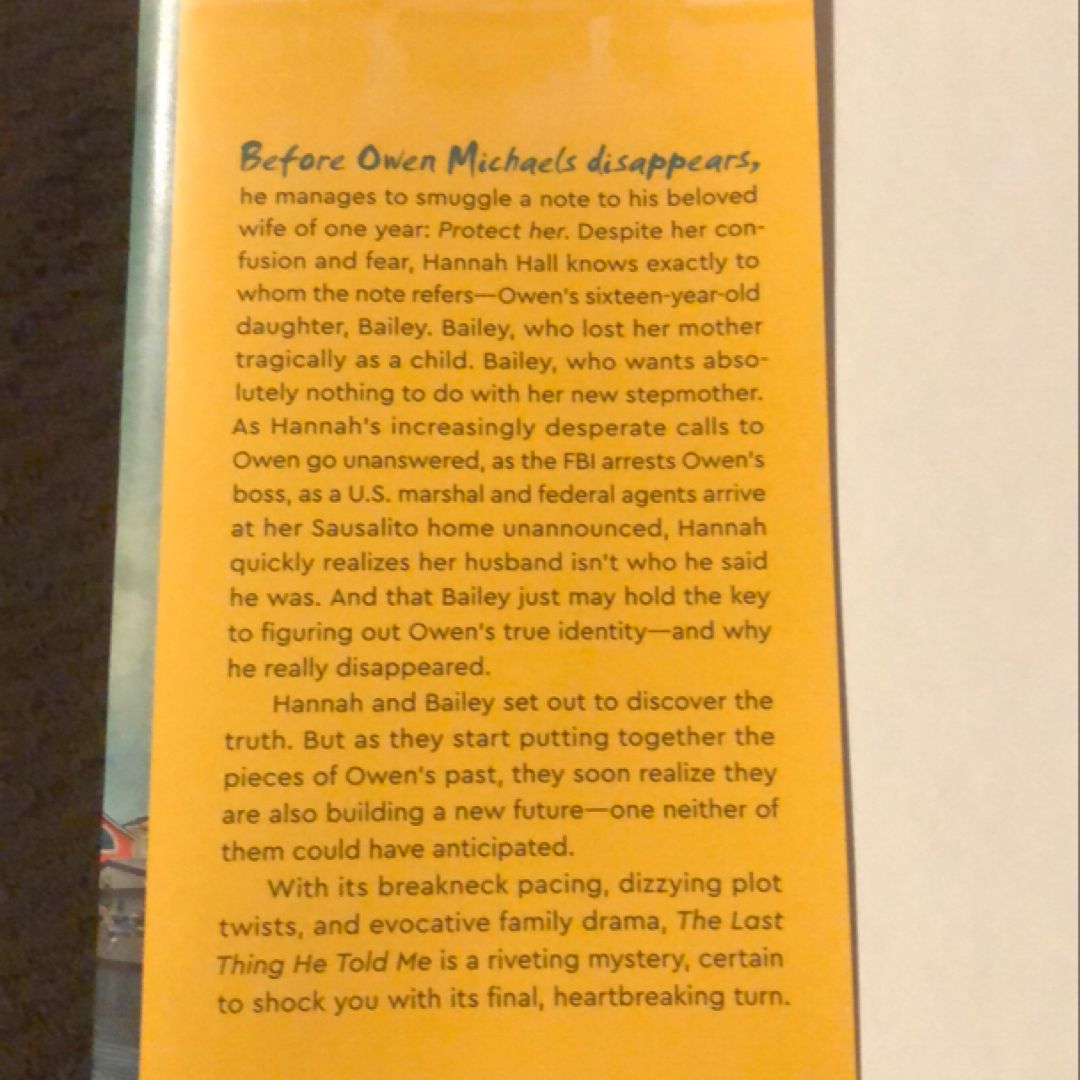 Before Owen Michaels disappears,
he manages to smuggle a note to his beloved
wife of one year: Protect her. Despite her con-
fusion and fear, Hannah Hall knows exactly to
whom the note refers—Owen's sixteen-year-old
daughter, Bailey. Bailey, who lost her mother
tragically as a child. Bailey, who wants abso-
lutely nothing to do with her new stepmother.
As Hannah's increasingly desperate calls to
Owen go unanswered, as the FBI arrests Owen's
boss, as a U.S. marshal and federal agents arrive
at her Sausalito home unannounced, Hannah
quickly realizes her husband isn't who he said
he was. And that Bailey just may hold the key
to figuring out Owen's true identity—and why
he really disappeared.
Hannah and Bailey set out to discover the
truth. But as they start putting together the
pieces of Owen's past, they soon realize they
are also building a new future—one neither of
them could have anticipated.
With its breakneck pacing, dizzying plot
twists, and evocative family drama, The Last
Thing He Told Me is a riveting mystery, certain
to shock you with its final, heartbreaking turn.